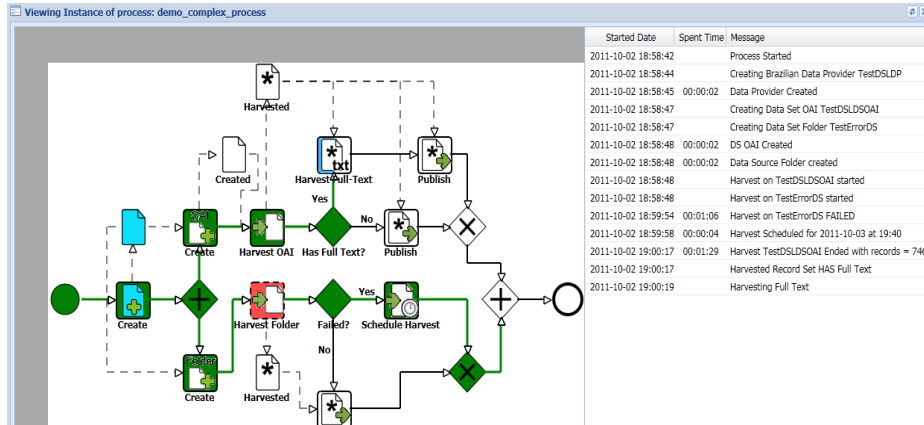 Viewing Instance of process: demo_complex_process
Started Date Spent Time Message
2011-10-02 18:58:42 Process Started
2011-10-02 18:58:44 Creating Brazilian Data Provider TestDSLDP
2011-10-02 18:58:45 00:00:02 Data Provider Created
2011-10-02 18:58:47 Creating Data Set OAI TestDSLDSOAI
2011-10-02 18:58:47 Creating Data Set Folder TestErrorDS
2011-10-02 18:58:48 00:00:02 DS OAI Created
2011-10-02 18:58:48 00:00:02 Data Source Folder created
2011-10-02 18:58:48 Harvest on TestDSLDSOAI started
2011-10-02 18:58:48 Harvest on TestErrorDS started
2011-10-02 18:59:54 00:01:06 Harvest on TestErrorDS FAILED
2011-10-02 18:59:58 00:00:04 Harvest Scheduled for 2011-10-03 at 19:40
2011-10-02 19:00:17 00:01:29 Harvest TestDSLDSOAI Ended with records = 746
2011-10-02 19:00:17 Harvested Record Set HAS Full Text
2011-10-02 19:00:19 Harvesting Full Text
Harvested
Created
txt
Harvest Full-Text
Publish
Yes
OAI
Create
Harvest OAI
Has Full Text?
No
Publish
Create
Harvest Folder
Failed?
Yes
Schedule Harvest
No
Folder
Create
Harvested